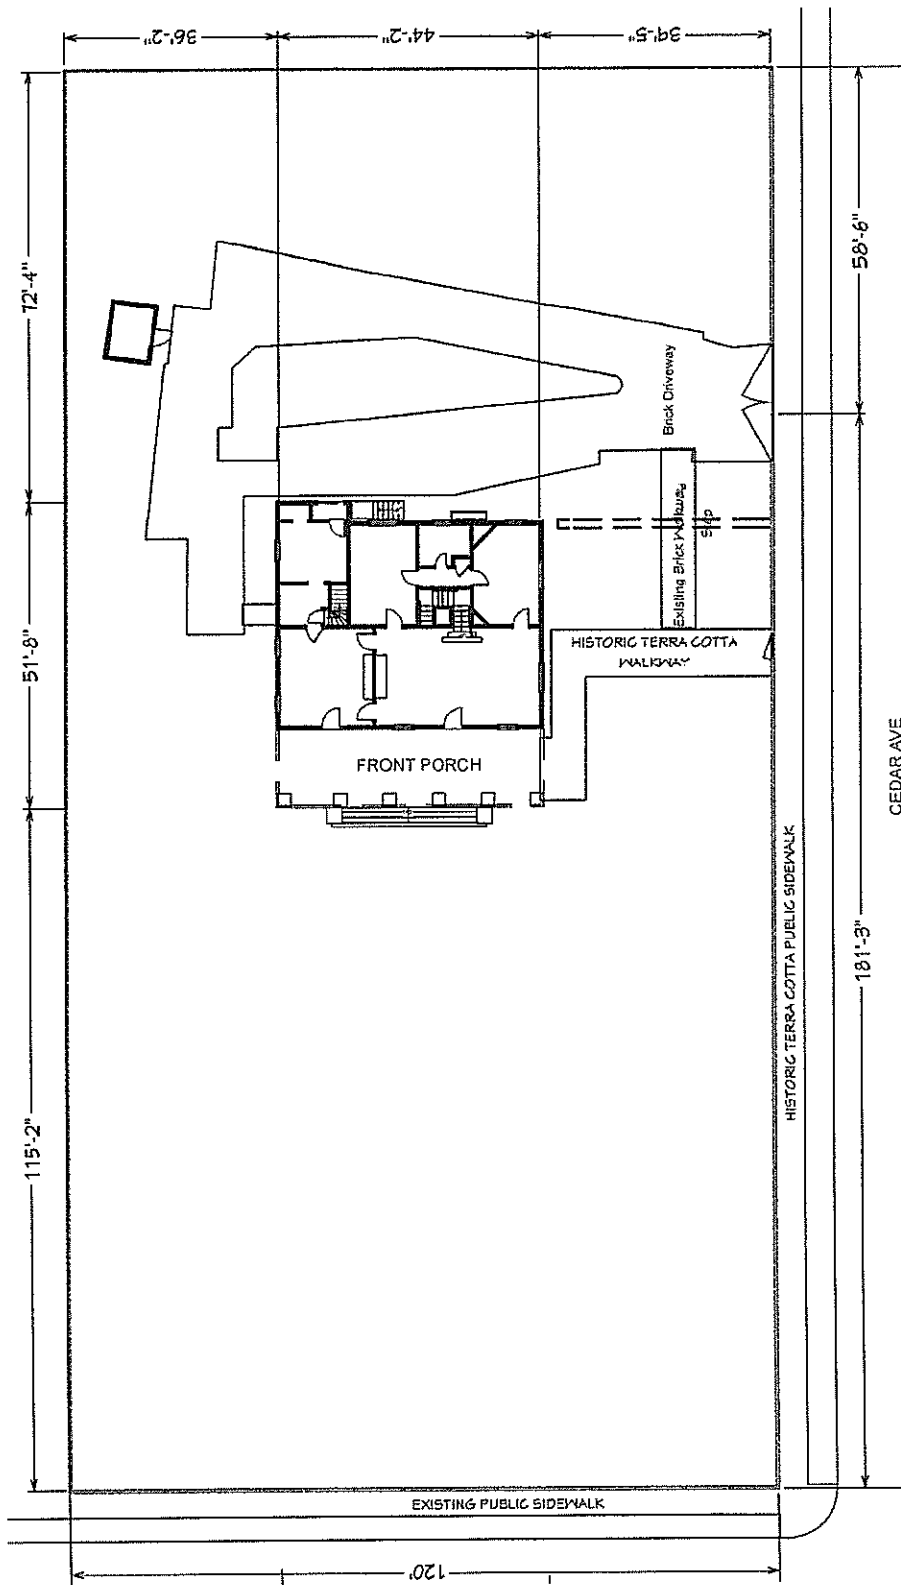 36'-2"
44'-2"
39'-5"
72'-4"
58'-6"
Brick Driveway
Existing Brick Walkway
Step
51'-8"
HISTORIC TERRA COTTA
WALKWAY
FRONT PORCH
CEDAR AVE
HISTORIC TERRA COTTA PUBLIC SIDEWALK
181'-3"
115'-2"
EXISTING PUBLIC SIDEWALK
120'